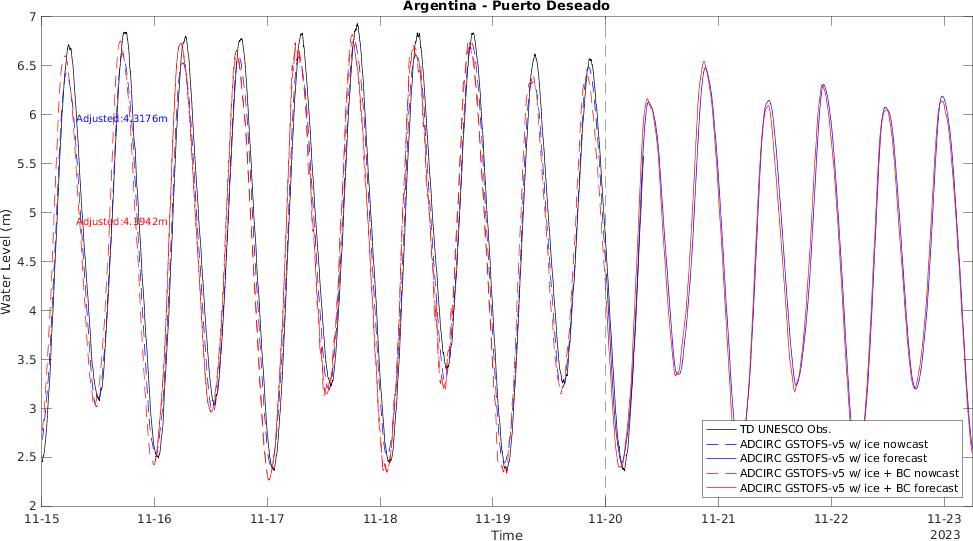 Argentina - Puerto Deseado
7
6.5
6
5.5
5
4.5
4
3.5
3
2.5
2
Water Level (m)
Adjusted:4.3176m
Adjusted:4.3942m
TD UNESCO Obs.
ADCIRC GSTOFS-v5 w/ ice nowcast
ADCIRC GSTOFS-v5 w/ ice forecast
ADCIRC GSTOFS-v5 w/ ice + BC nowcast
ADCIRC GSTOFS-v5 w/ ice + BC forecast
11-15 11-16 11-17 11-18 11-19 11-20 11-21 11-22 11-23
2023
Time